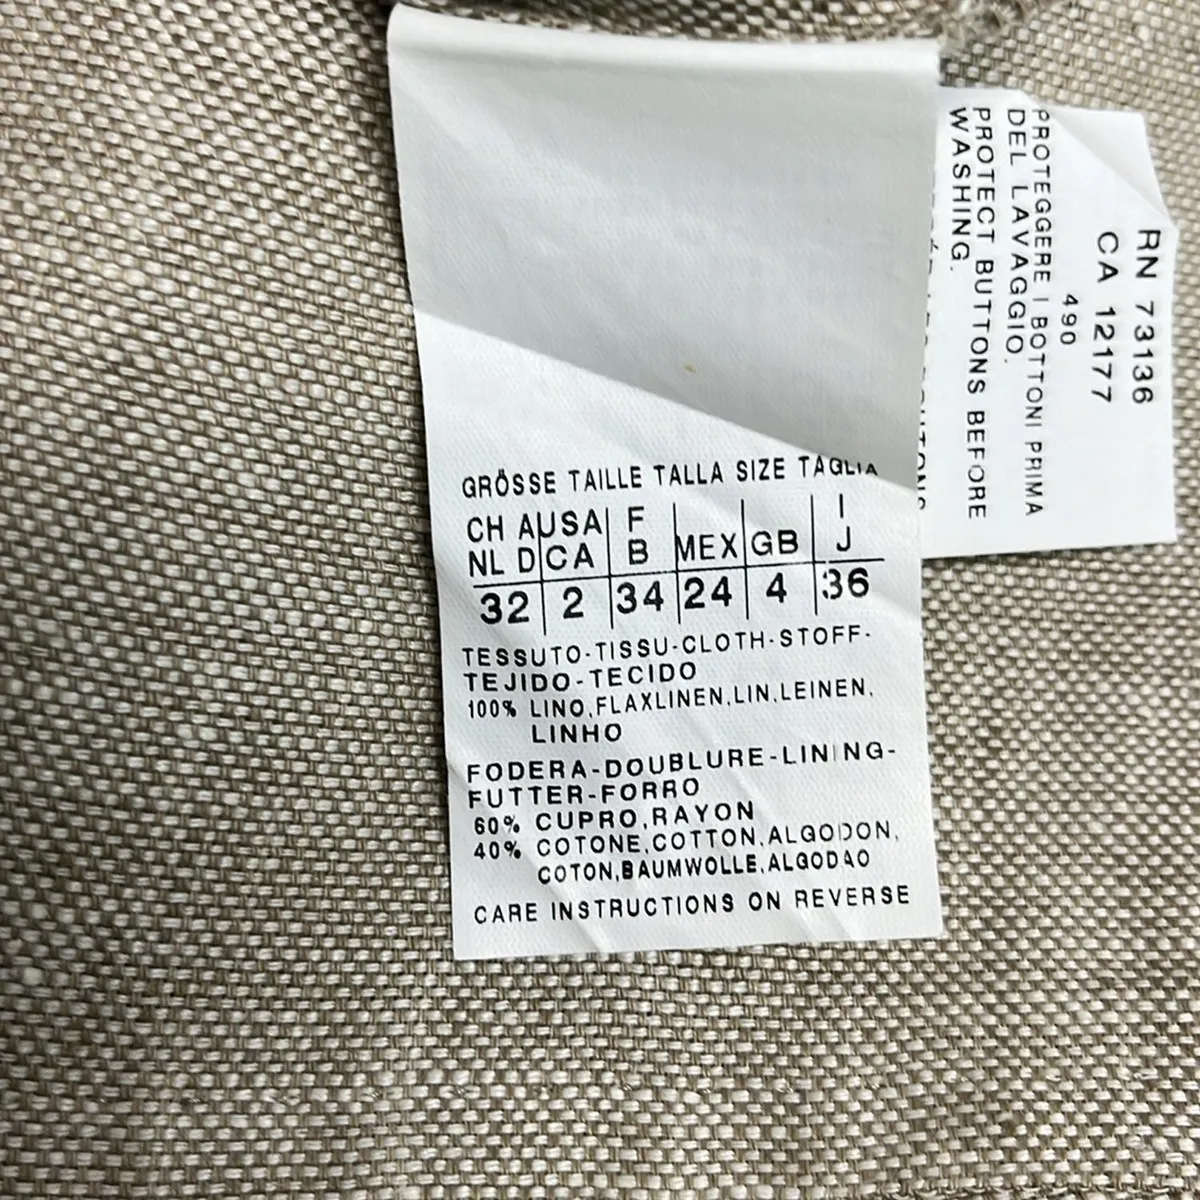 GRÖSSE TAILLE TALLA SIZE TAGLIA
CH A USA F MEX GB I
NL D CA B J
32 2 34 24 4 36
TESSUTO-TISSU-CLOTH-STOFF-
TEJIDO-TECIDO
100% LINO,FLAXLINEN,LIN,LEINEN,
LINHO
FODERA-DOUBLURE-LINING-
FUTTER-FORRO
60% CUPRO,RAYON
40% COTONE,COTTON,ALGODON,
COTON,BAUMWOLLE,ALGODAO
CARE INSTRUCTIONS ON REVERSE
RN 73136
CA 12177
490
PROTEGGERE I BOTTONI PRIMA
DEL LAVAGGIO.
PROTECT BUTTONS BEFORE
WASHING.